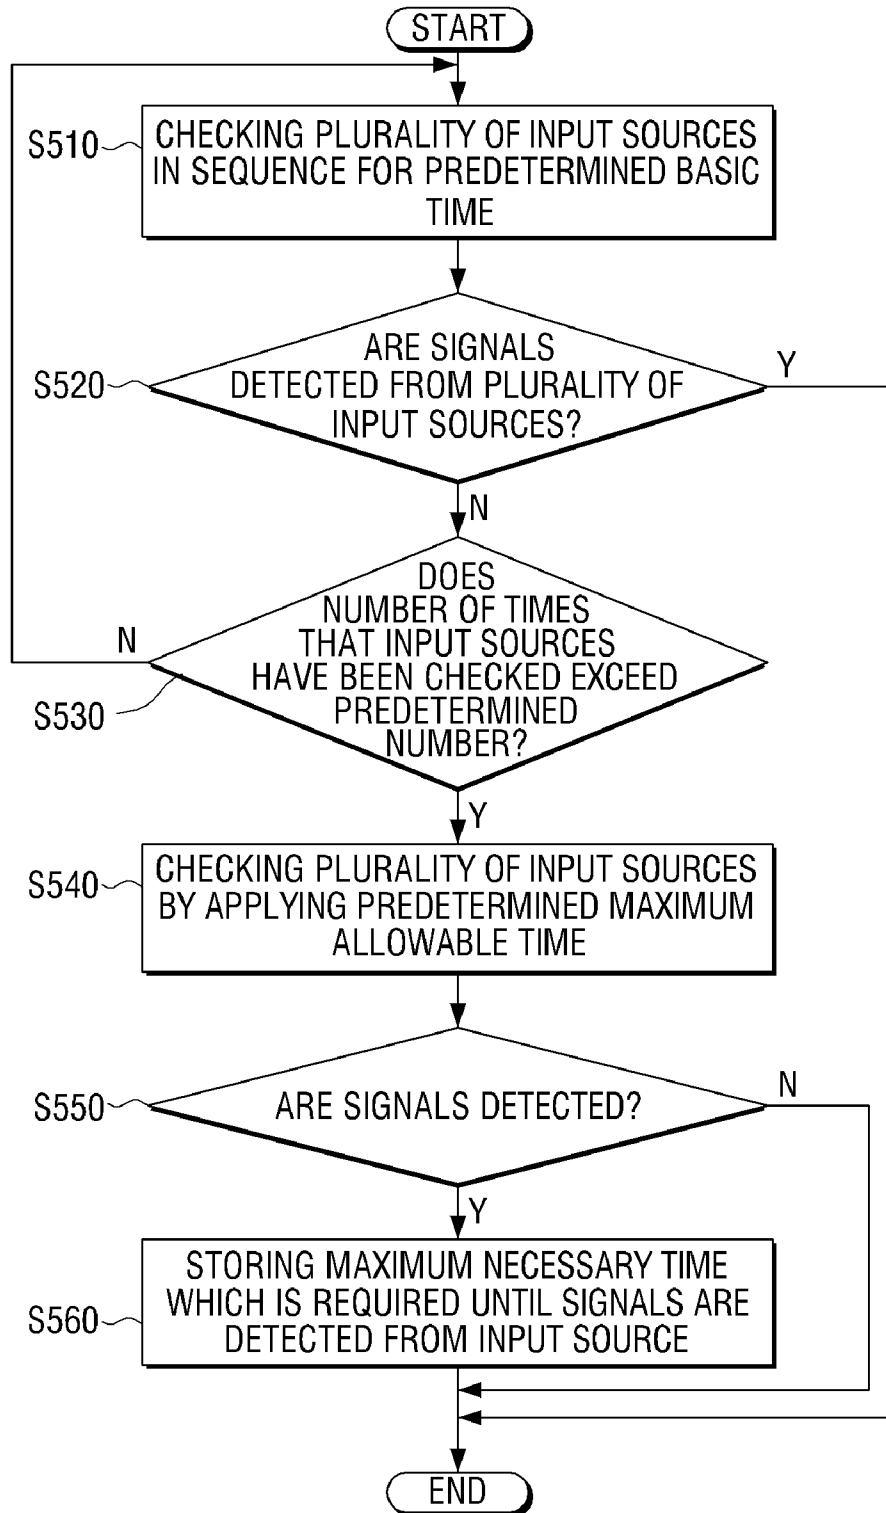 START
S510
CHECKING PLURALITY OF INPUT SOURCES
IN SEQUENCE FOR PREDETERMINED BASIC
TIME
S520
ARE SIGNALS
DETECTED FROM PLURALITY OF
INPUT SOURCES?
Y
N
S530
DOES
NUMBER OF TIMES
THAT INPUT SOURCES
HAVE BEEN CHECKED EXCEED
PREDETERMINED
NUMBER?
N
Y
S540
CHECKING PLURALITY OF INPUT SOURCES
BY APPLYING PREDETERMINED MAXIMUM
ALLOWABLE TIME
S550
ARE SIGNALS DETECTED?
N
Y
S560
STORING MAXIMUM NECESSARY TIME
WHICH IS REQUIRED UNTIL SIGNALS ARE
DETECTED FROM INPUT SOURCE
END